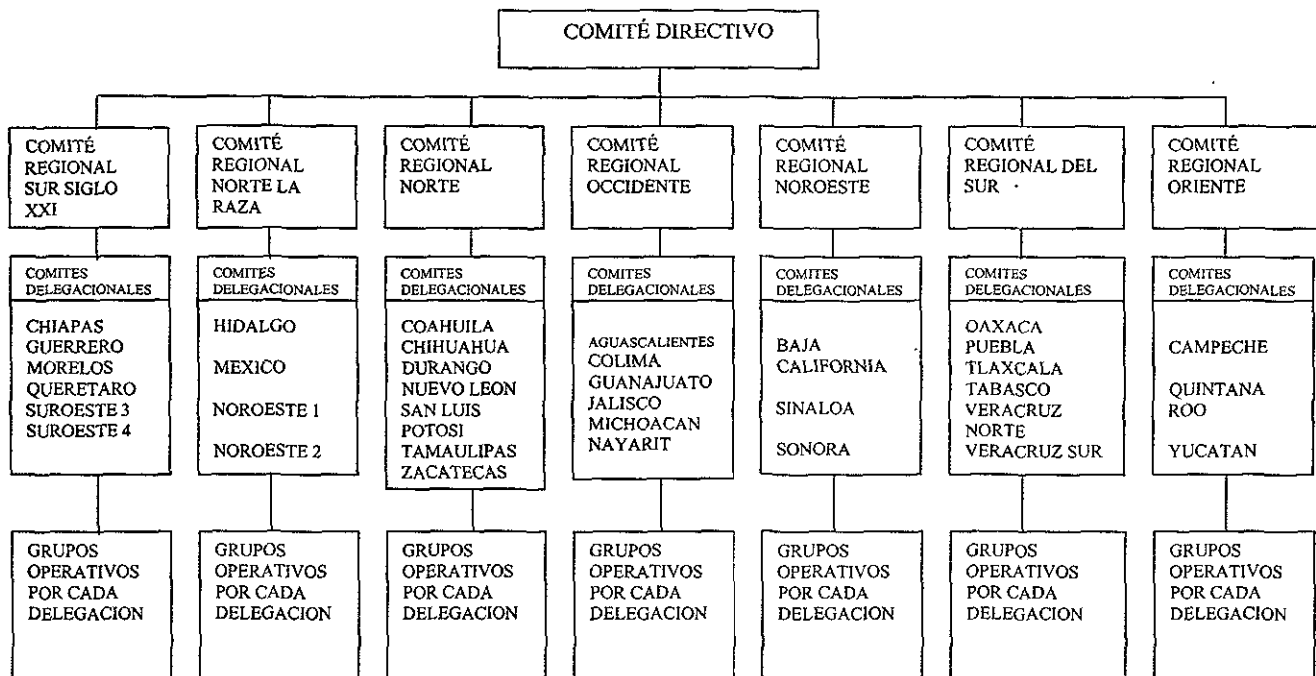 COMITÉ DIRECTIVO
COMITÉ
REGIONAL
SUR SIGLO
XXI
COMITÉ
REGIONAL
NORTE LA
RAZA
COMITÉ
REGIONAL
NORTE
COMITÉ
REGIONAL
OCCIDENTE
COMITÉ
REGIONAL
NOROESTE
COMITÉ
REGIONAL DEL
SUR
COMITÉ
REGIONAL
ORIENTE
COMITES
DELEGACIONALES
CHIAPAS
GUERRERO
MORELOS
QUERETARO
SUROESTE 3
SUROESTE 4
COMITES
DELEGACIONALES
HIDALGO
MEXICO
NOROESTE 1
NOROESTE 2
COMITES
DELEGACIONALES
COAHUILA
CHIHUAHUA
DURANGO
NUEVO LEON
SAN LUIS
POTOSI
TAMAULIPAS
ZACATECAS
COMITES
DELEGACIONALES
AGUASCALIENTES
COLIMA
GUANAJUATO
JALISCO
MICHOACAN
NAYARIT
COMITES
DELEGACIONALES
BAJA
CALIFORNIA
SINALOA
SONORA
COMITES
DELEGACIONALES
OAXACA
PUEBLA
TLAXCALA
TABASCO
VERACRUZ
NORTE
VERACRUZ SUR
COMITES
DELEGACIONALES
CAMPECHE
QUINTANA
ROO
YUCATAN
GRUPOS
OPERATIVOS
POR CADA
DELEGACION
GRUPOS
OPERATIVOS
POR CADA
DELEGACION
GRUPOS
OPERATIVOS
POR CADA
DELEGACION
GRUPOS
OPERATIVOS
POR CADA
DELEGACION
GRUPOS
OPERATIVOS
POR CADA
DELEGACION
GRUPOS
OPERATIVOS
POR CADA
DELEGACION
GRUPOS
OPERATIVOS
POR CADA
DELEGACION